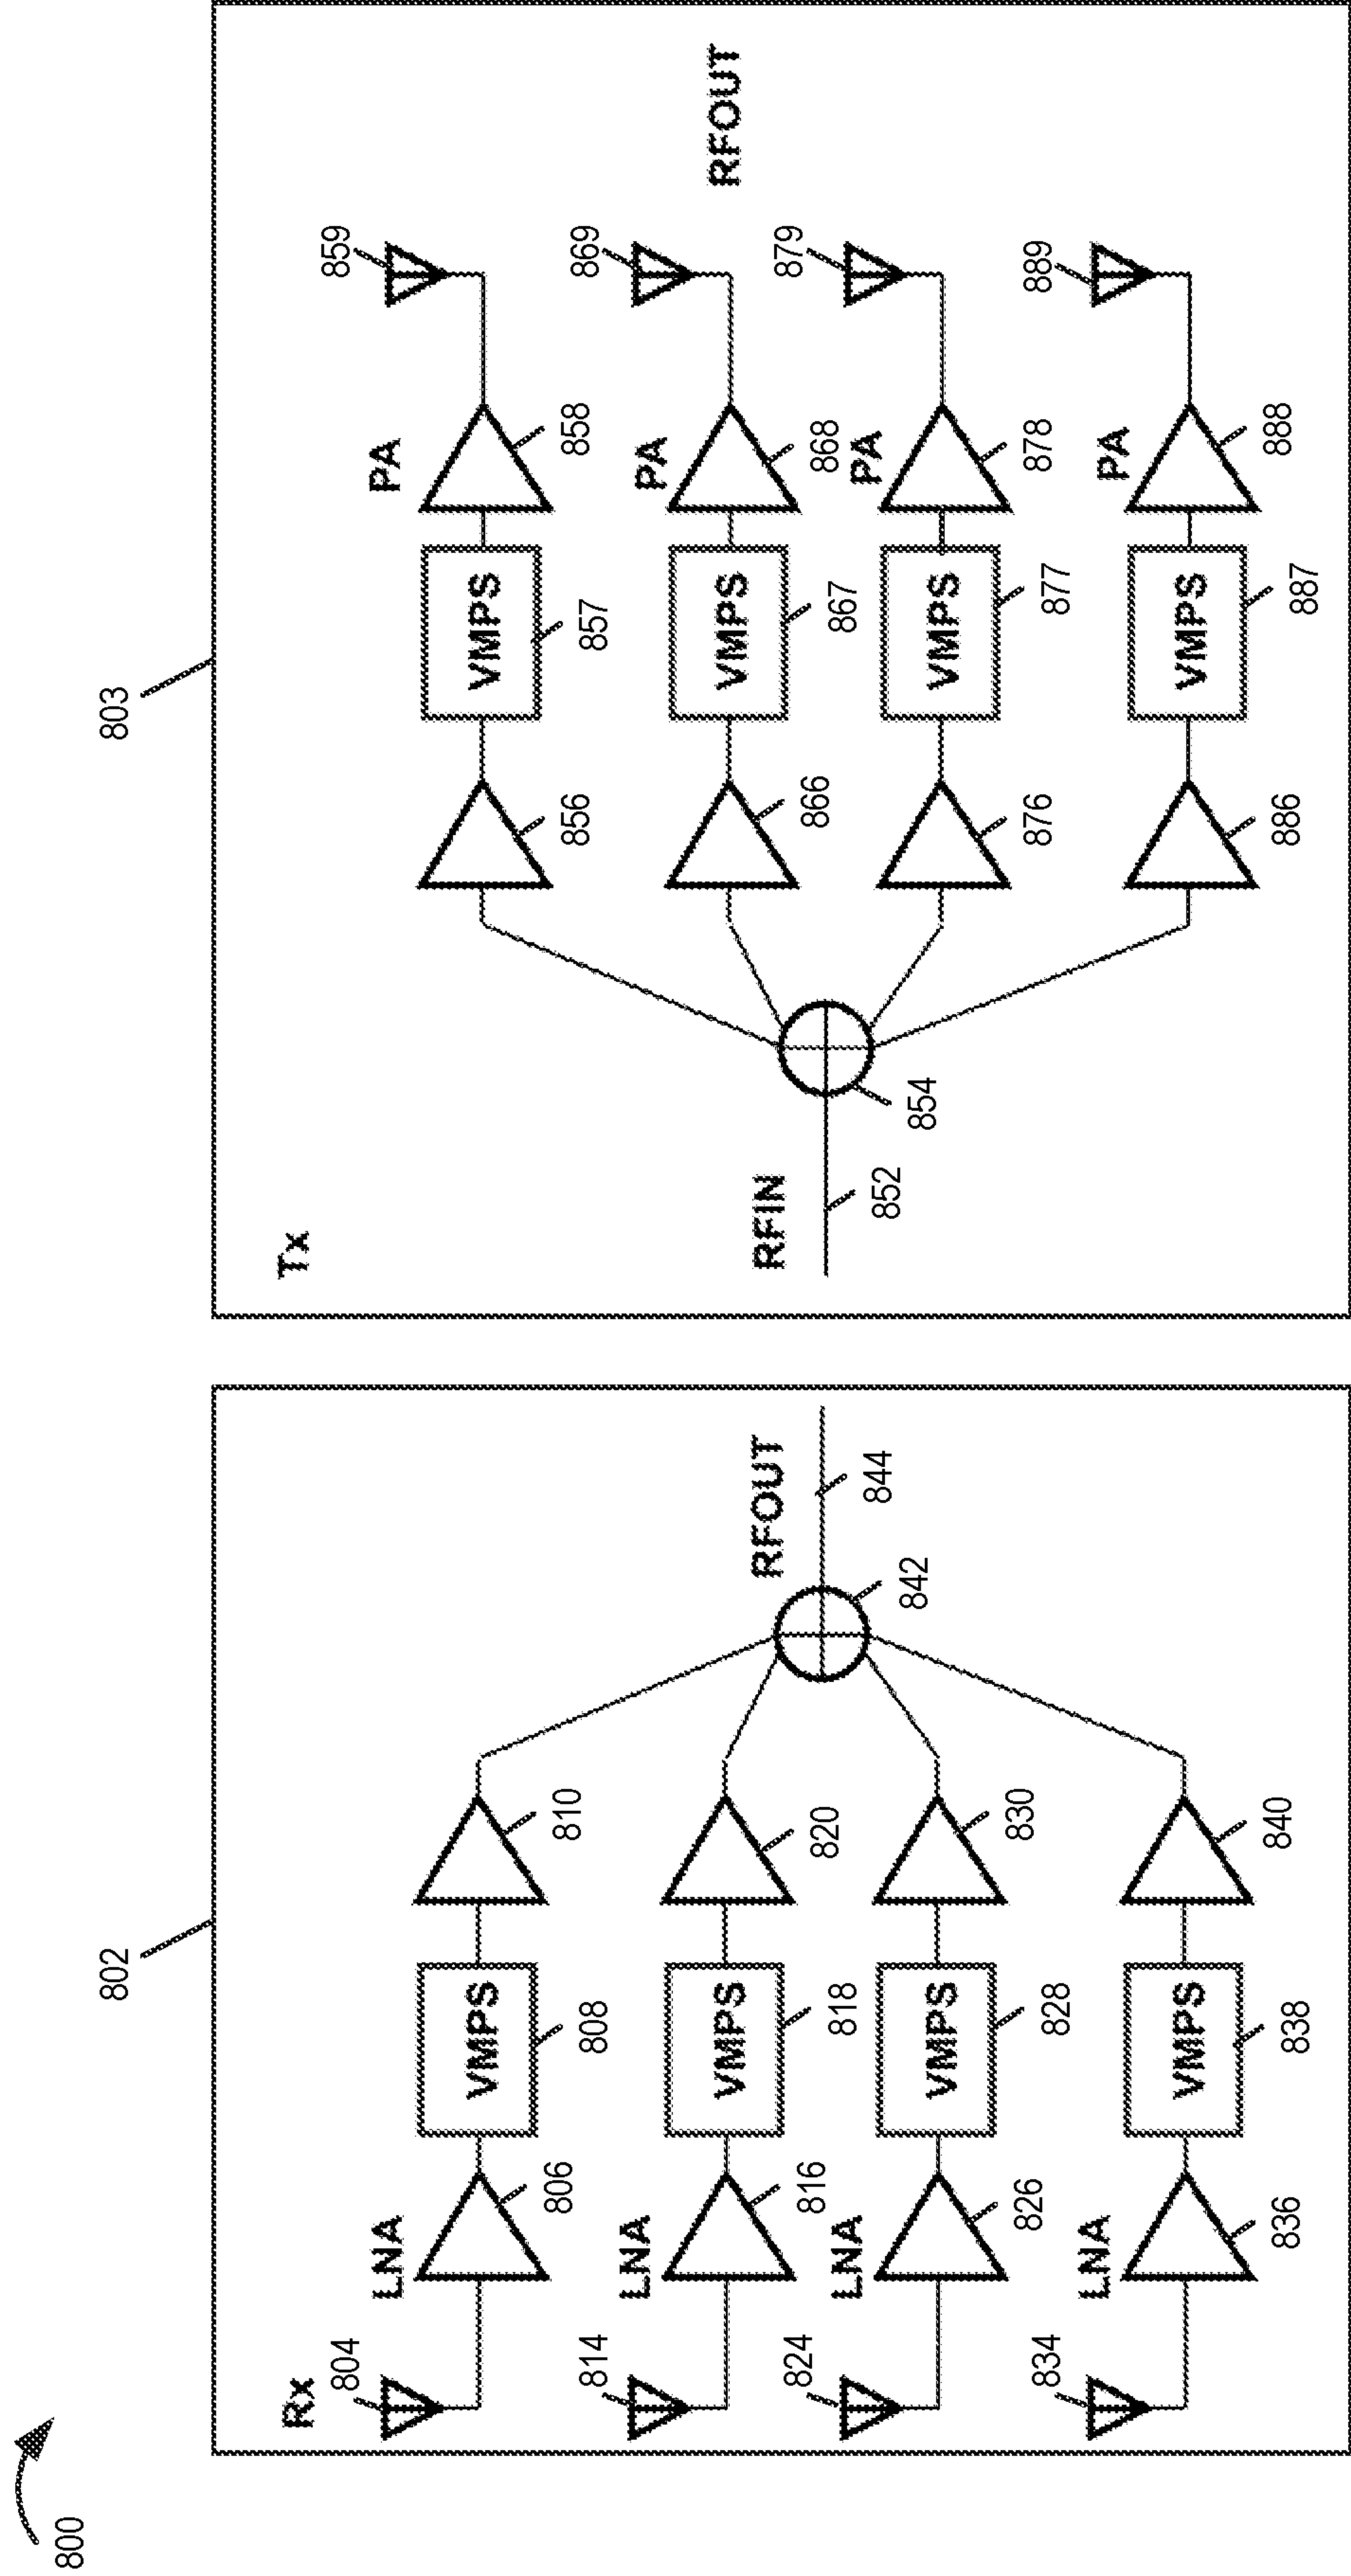 800
802
Rx
804
LNA
806
VMPS
808
810
814
LNA
816
VMPS
818
820
824
LNA
826
VMPS
828
830
834
LNA
836
VMPS
838
840
842
RFOUT
844
803
Tx
RFIN
852
854
856
VMPS
857
PA
858
859
866
VMPS
867
PA
868
869
876
VMPS
877
PA
878
879
886
VMPS
887
PA
888
889
RFOUT